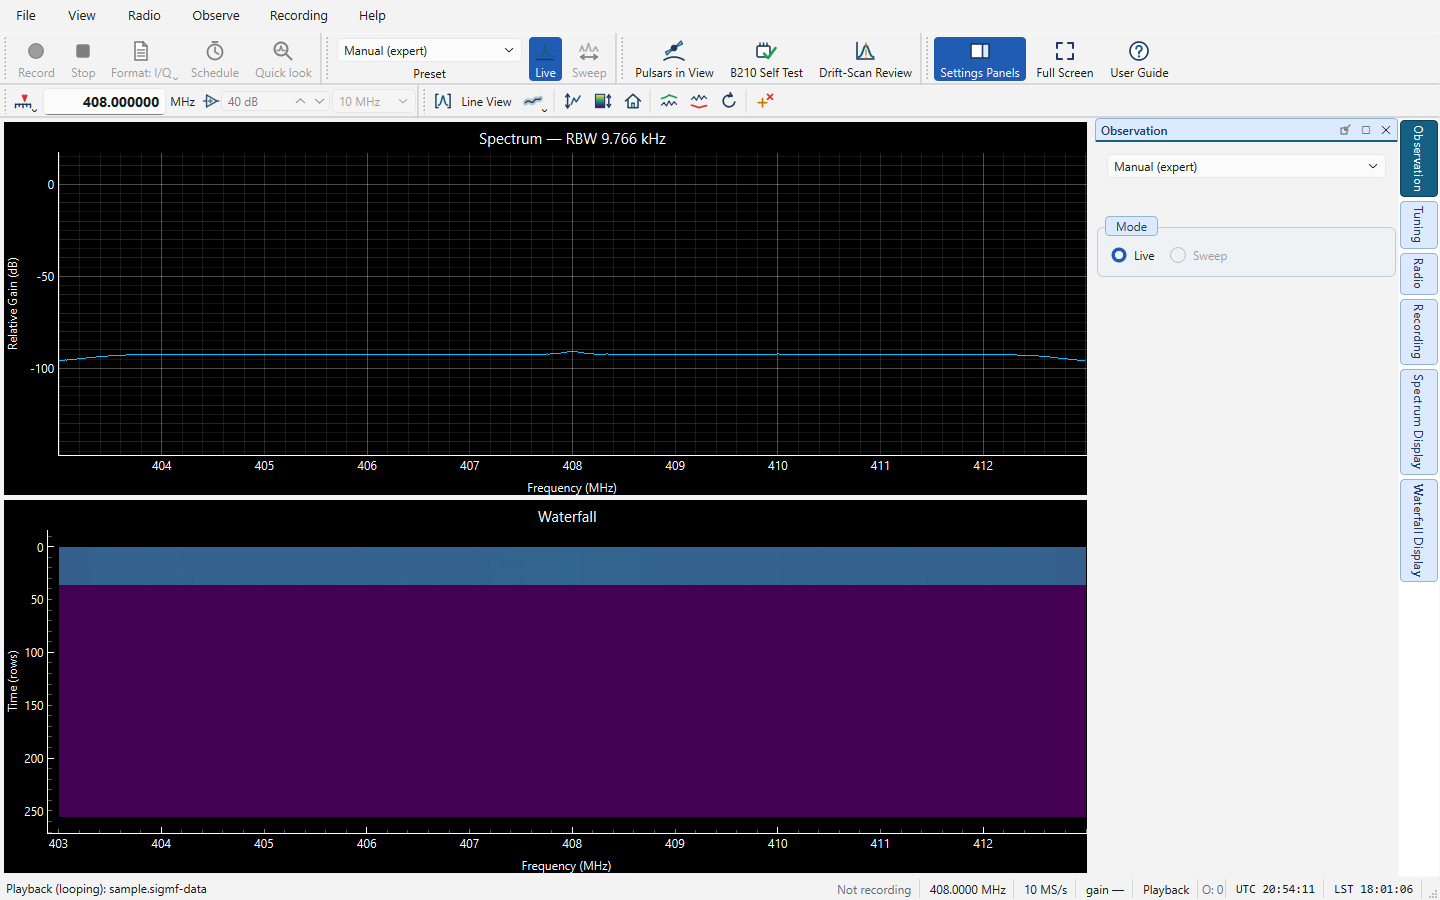 File View Radio Observe Recording Help
Record Stop Format: I/Q Schedule Quick look
Manual (expert)
Preset
Live Sweep
Pulsars in View B210 Self Test Drift-Scan Review
Settings Panels Full Screen User Guide
408.000000 MHz 40 dB 10 MHz Line View
Spectrum — RBW 9.766 kHz
Relative Gain (dB)
0
-50
-100
404 405 406 407 408 409 410 411 412
Frequency (MHz)
Waterfall
Time (rows)
0
50
100
150
200
250
403 404 405 406 407 408 409 410 411 412
Frequency (MHz)
Observation
Manual (expert)
Mode
Live Sweep
Observation
Tuning
Radio
Recording
Spectrum Display
Waterfall Display
Playback (looping): sample.sigmf-data
Not recording 408.0000 MHz 10 MS/s gain — Playback O: 0 UTC 20:54:11 LST 18:01:06